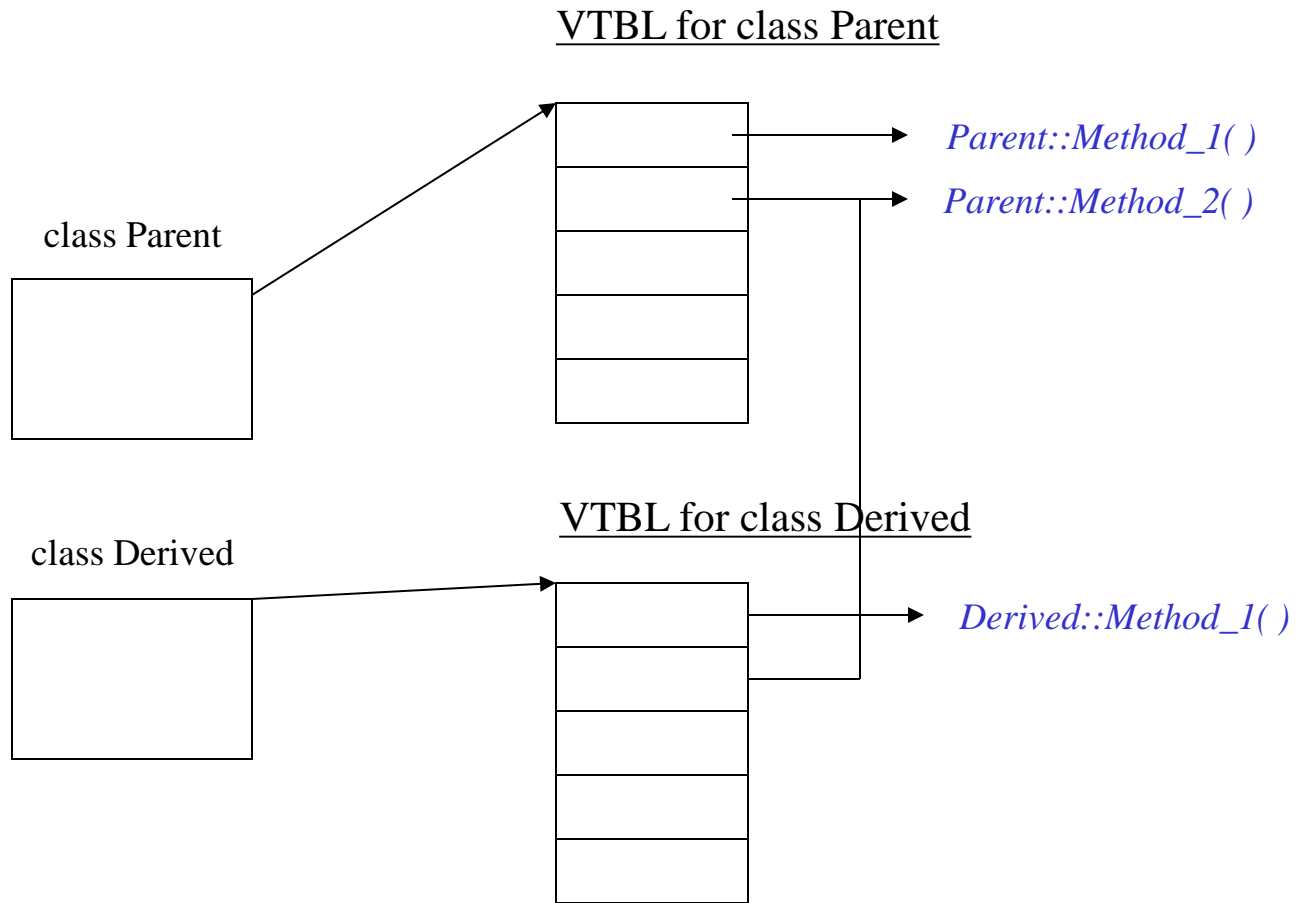 VTBL for class Parent
Parent::Method_1( )
Parent::Method_2( )
class Parent
VTBL for class Derived
class Derived
Derived::Method_1( )